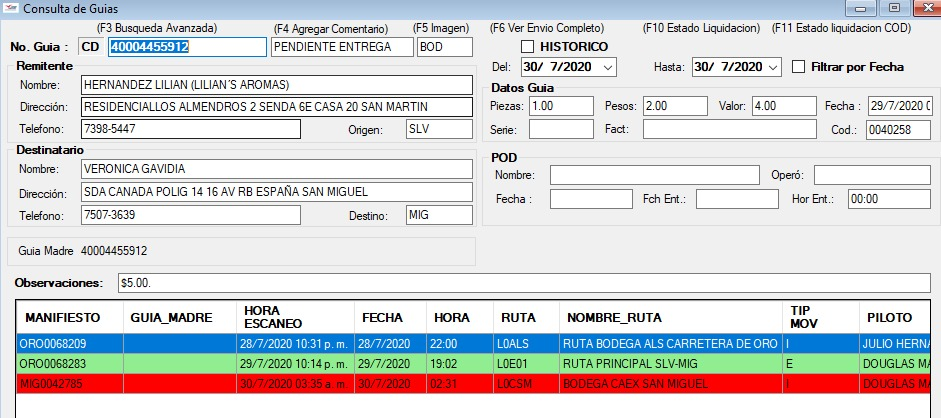 Consulta de Guias
(F3 Busqueda Avanzada) (F4 Agregar Comentario) (F5 Imagen) (F6 Ver Envio Completo) (F10 Estado Liquidacion) (F11 Estado liquidacion COD)
No. Guia : CD 40004455912 PENDIENTE ENTREGA BOD HISTORICO
Del: 30/ 7/2020 Hasta: 30/ 7/2020 Filtrar por Fecha
Remitente
Nombre: HERNANDEZ LILIAN (LILIAN´S AROMAS)
Dirección: RESIDENCIALLOS ALMENDROS 2 SENDA 6E CASA 20 SAN MARTIN
Telefono: 7398-5447 Origen: SLV
Datos Guia
Piezas: 1.00 Pesos: 2.00 Valor: 4.00 Fecha : 29/7/2020 0
Serie: Fact: Cod.: 0040258
Destinatario
Nombre: VERONICA GAVIDIA
Dirección: SDA CANADA POLIG 14 16 AV RB ESPAÑA SAN MIGUEL
Telefono: 7507-3639 Destino: MIG
POD
Nombre: Operó:
Fecha : Fch Ent.: Hor Ent.: 00:00
Guia Madre 40004455912
Observaciones: $5.00.
MANIFIESTO GUIA_MADRE HORA ESCANEO FECHA HORA RUTA NOMBRE_RUTA TIP MOV PILOTO
ORO0068209 28/7/2020 10:31 p. m. 28/7/2020 22:00 L0ALS RUTA BODEGA ALS CARRETERA DE ORO I JULIO HERNA
ORO0068283 29/7/2020 10:14 p. m. 29/7/2020 19:02 L0E01 RUTA PRINCIPAL SLV-MIG E DOUGLAS MA
MIG0042785 30/7/2020 03:35 a. m. 30/7/2020 02:31 L0CSM BODEGA CAEX SAN MIGUEL I DOUGLAS MA